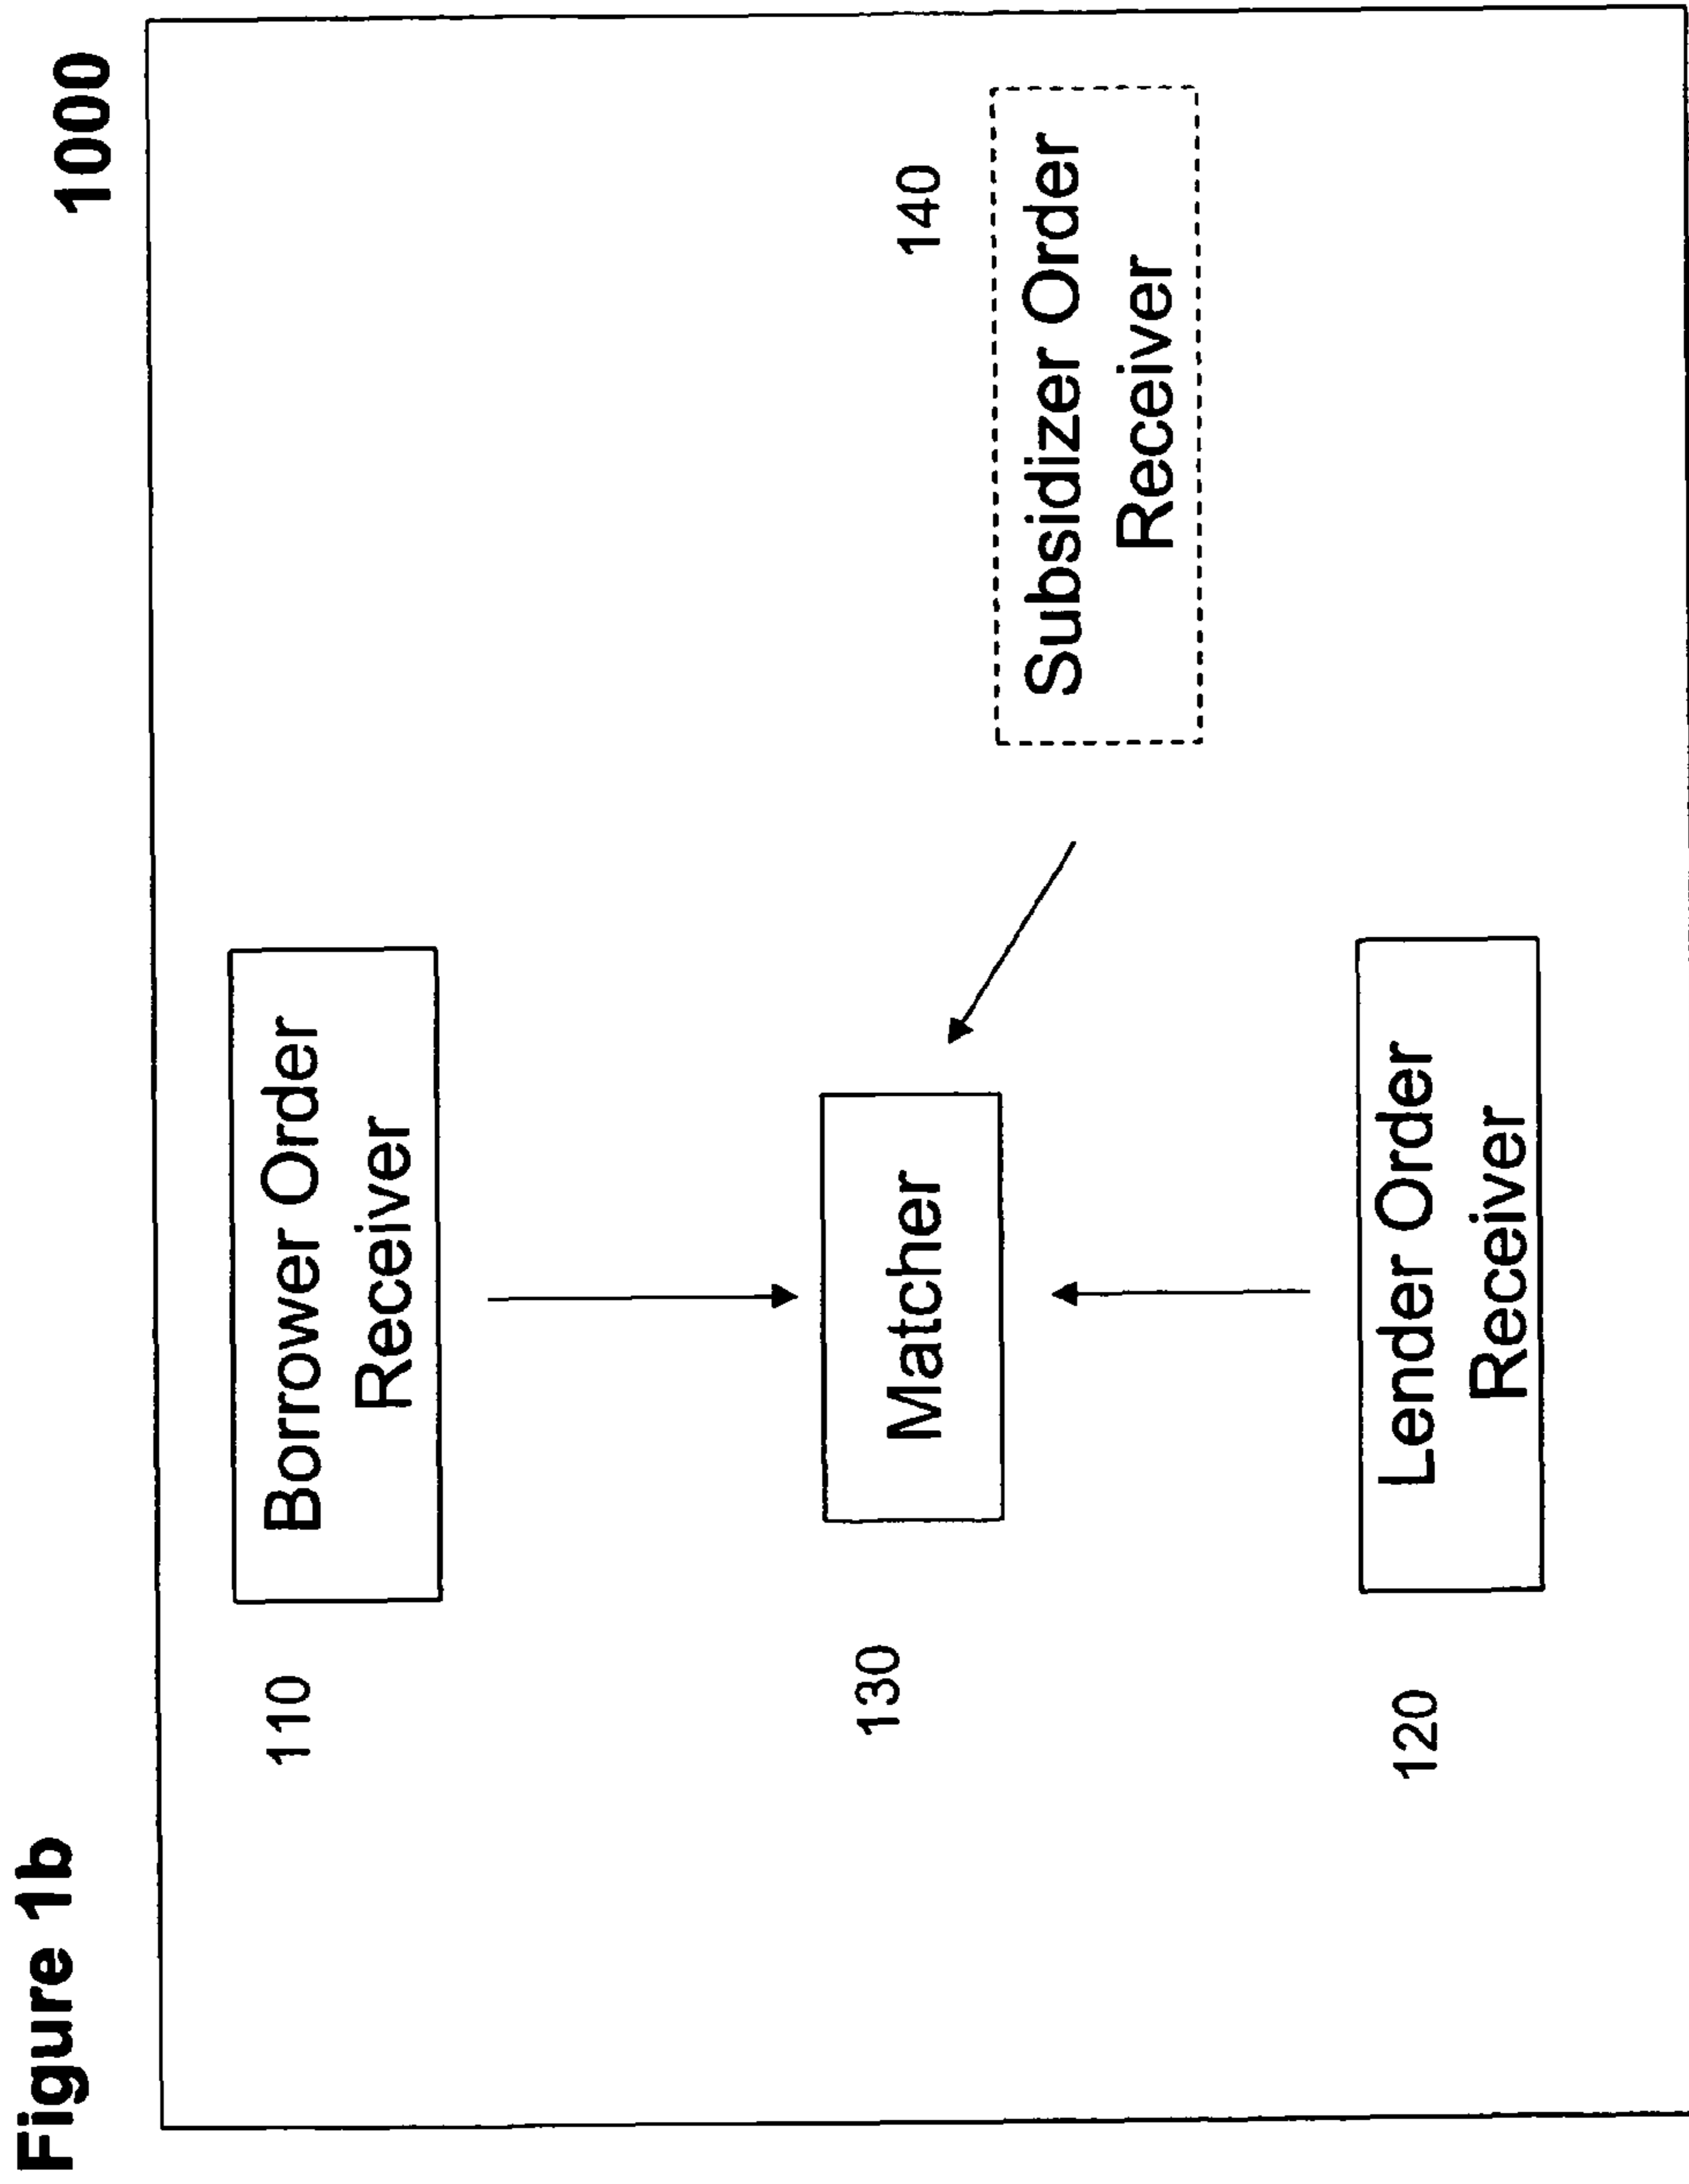 Figure 1b
1000
110
Borrower Order
Receiver
130
Matcher
140
Subsidizer Order
Receiver
120
Lender Order
Receiver